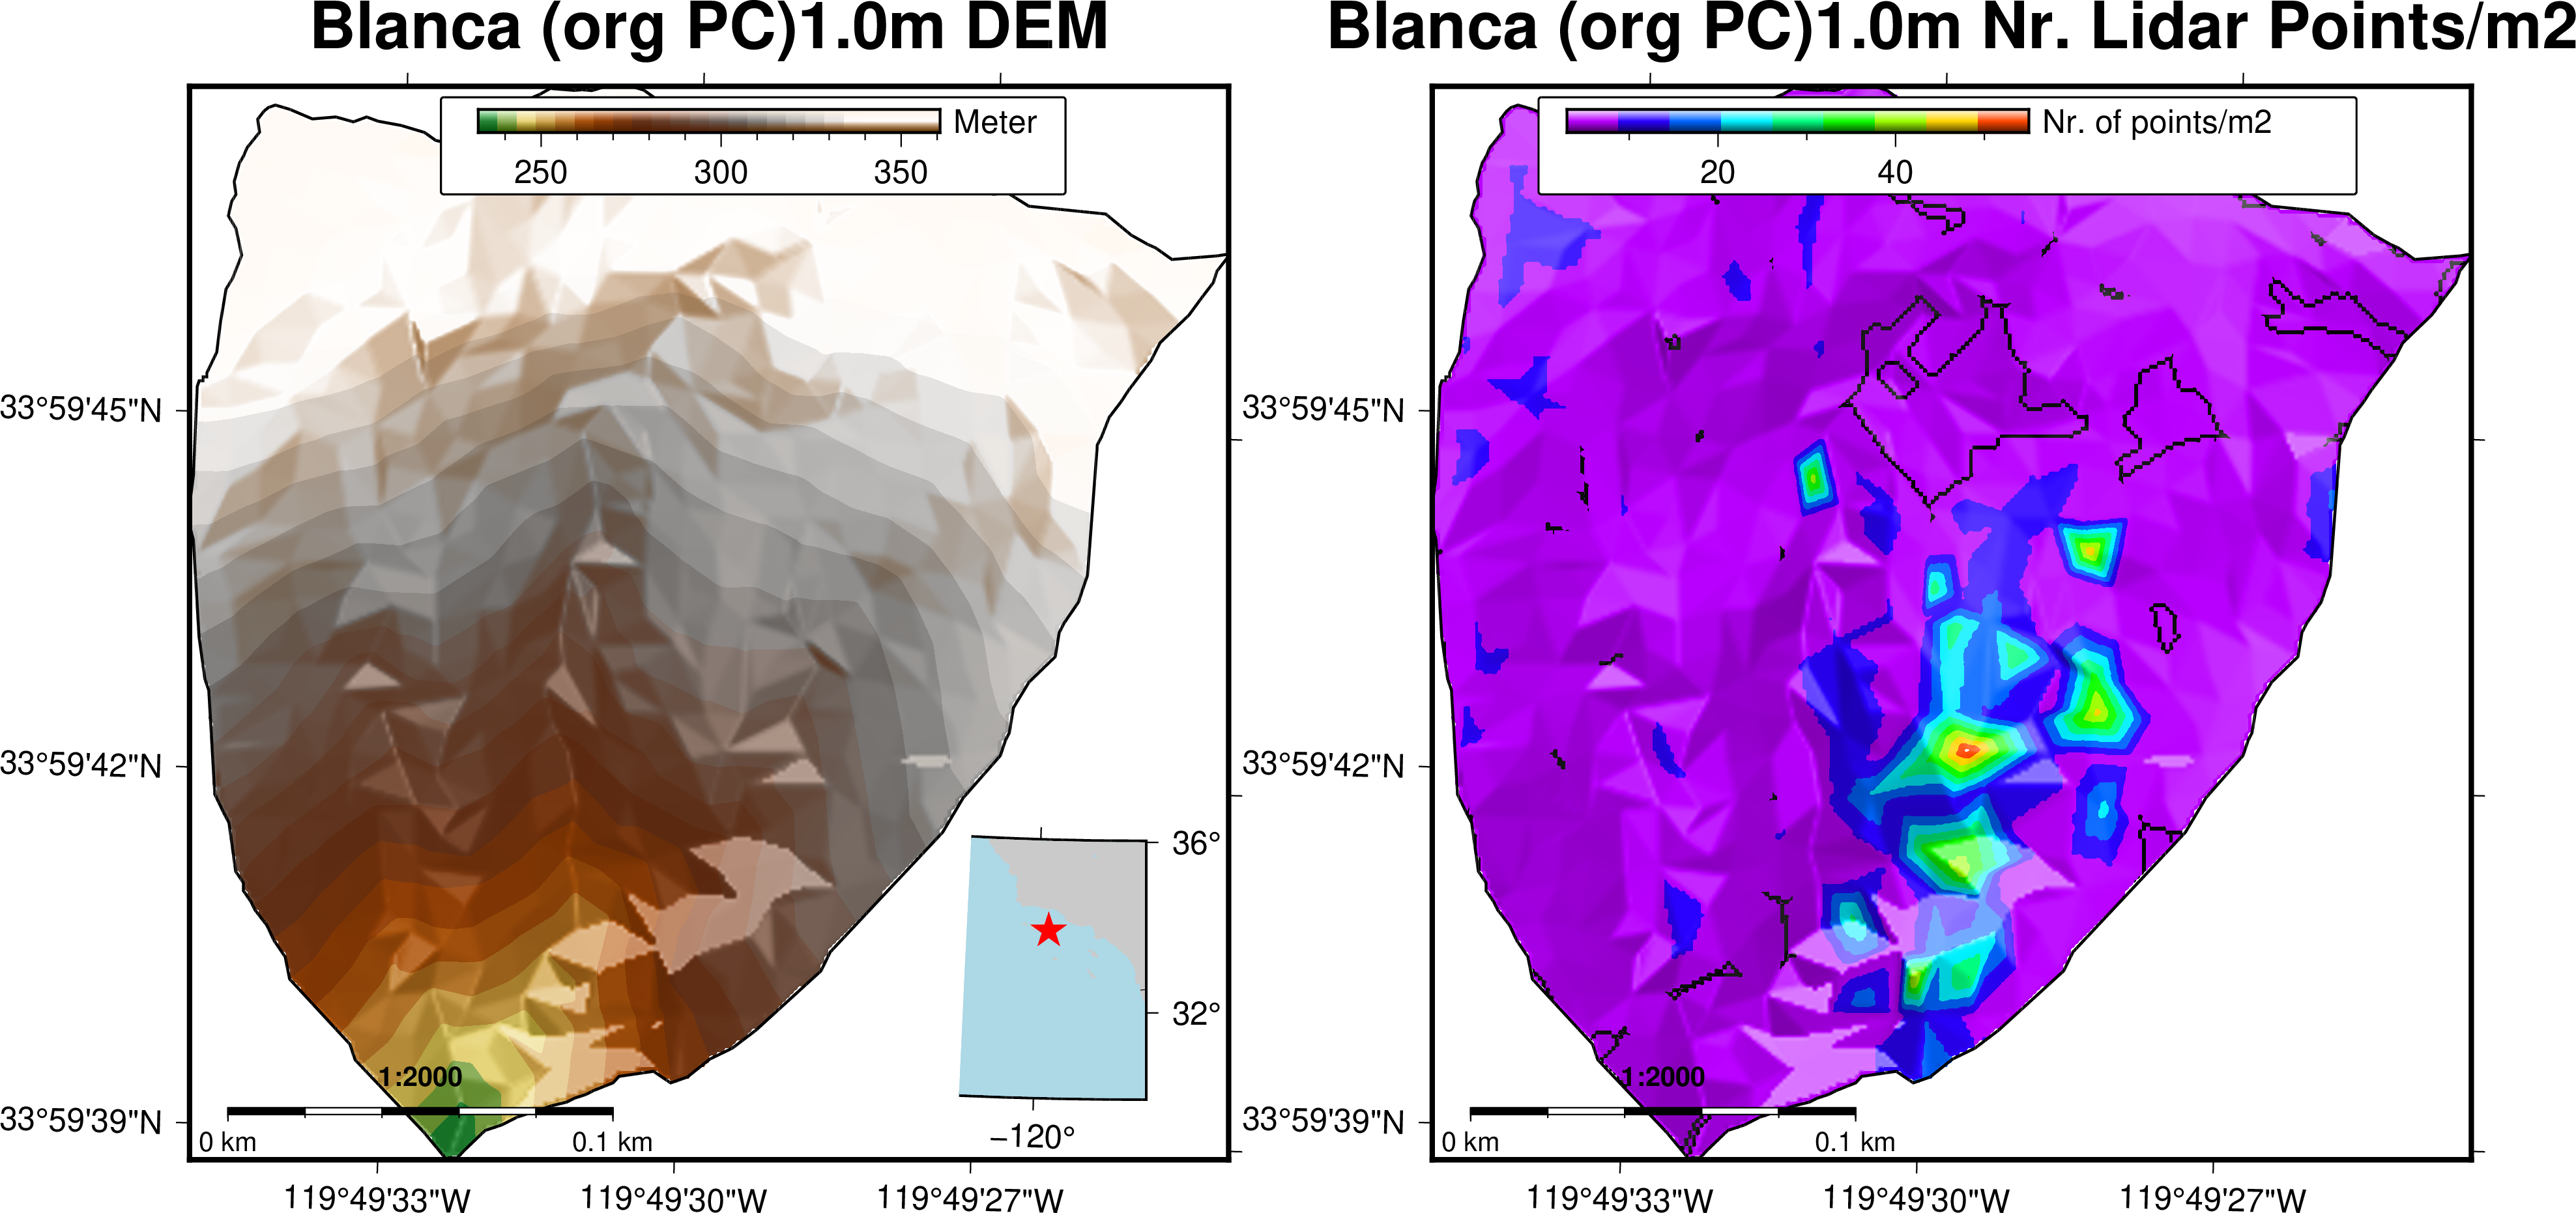 Blanca (org PC)1.0m DEM
Meter
250 300 350
33°59'45"N
33°59'42"N
33°59'39"N
1:2000
0 km 0.1 km
36°
32°
−120°
119°49'33"W 119°49'30"W 119°49'27"W
Blanca (org PC)1.0m Nr. Lidar Points/m2
Nr. of points/m2
20 40
33°59'45"N
33°59'42"N
33°59'39"N
1:2000
0 km 0.1 km
119°49'33"W 119°49'30"W 119°49'27"W